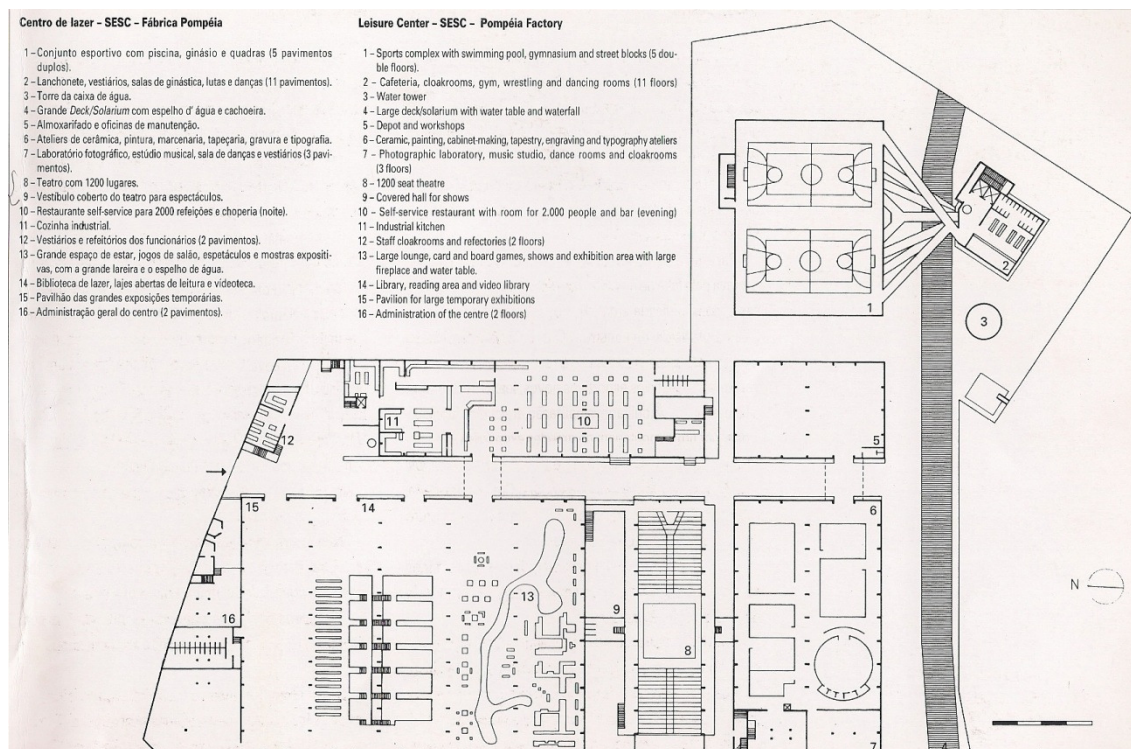 Centro de lazer – SESC – Fábrica Pompéia
1 – Conjunto esportivo com piscina, ginásio e quadras (5 pavimentos
duplos).
2 – Lanchonete, vestiários, salas de ginástica, lutas e danças (11 pavimentos).
3 – Torre da caixa de água.
4 – Grande Deck/Solarium com espelho d' água e cachoeira.
5 – Almoxarifado e oficinas de manutenção.
6 – Ateliers de cerâmica, pintura, marcenaria, tapeçaria, gravura e tipografia.
7 – Laboratório fotográfico, estúdio musical, sala de danças e vestiários (3 pavi-
mentos).
8 – Teatro com 1200 lugares.
9 – Vestíbulo coberto do teatro para espectáculos.
10 – Restaurante self-service para 2000 refeições e choperia (noite).
11 – Cozinha industrial.
12 – Vestiários e refeitórios dos funcionários (2 pavimentos).
13 – Grande espaço de estar, jogos de salão, espetáculos e mostras expositi-
vas, com a grande lareira e o espelho de água.
14 – Biblioteca de lazer, lajes abertas de leitura e videoteca.
15 – Pavilhão das grandes exposições temporárias.
16 – Administração geral do centro (2 pavimentos).
Leisure Center – SESC – Pompéia Factory
1 – Sports complex with swimming pool, gymnasium and street blocks (5 dou-
ble floors).
2 – Cafeteria, cloakrooms, gym, wrestling and dancing rooms (11 floors)
3 – Water tower
4 – Large deck/solarium with water table and waterfall
5 – Depot and workshops
6 – Ceramic, painting, cabinet-making, tapestry, engraving and typography ateliers
7 – Photographic laboratory, music studio, dance rooms and cloakrooms
(3 floors)
8 – 1200 seat theatre
9 – Covered hall for shows
10 – Self-service restaurant with room for 2.000 people and bar (evening)
11 – Industrial kitchen
12 – Staff cloakrooms and refectories (2 floors)
13 – Large lounge, card and board games, shows and exhibition area with large
fireplace and water table.
14 – Library, reading area and video library
15 – Pavilion for large temporary exhibitions
16 – Administration of the centre (2 floors)
2
1
3
10
11
12
5
15
14
6
N
13
9
16
8
7
4